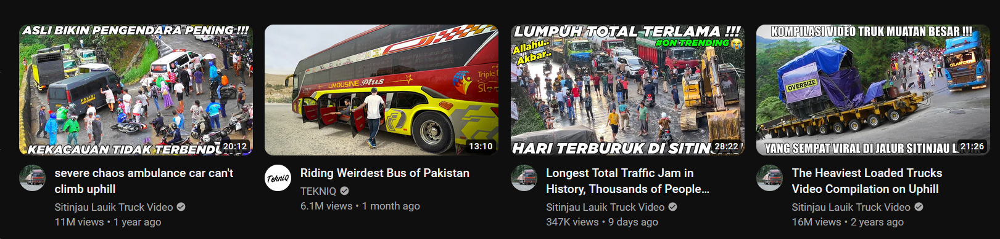 ASLI BIKIN PENGENDARA PENING !!!
POLISI
KEKACAUAN TIDAK TERBENDU
20:12
severe chaos ambulance car can't
climb uphill
Sitinjau Lauik Truck Video
11M views • 1 year ago
LIMOUSINE Plus
Triple
13:10
TEKNIQ
Riding Weirdest Bus of Pakistan
TEKNIQ
6.1M views • 1 month ago
LUMPUH TOTAL TERLAMA !!!
#ON TRENDING
Allahu..
Akbar..
HARI TERBURUK DI SITIN
28:22
Longest Total Traffic Jam in
History, Thousands of People...
Sitinjau Lauik Truck Video
347K views • 9 days ago
KOMPILASI VIDEO TRUK MUATAN BESAR !!!
OVERSIZE
YANG SEMPAT VIRAL DI JALUR SITINJAU L
21:26
The Heaviest Loaded Trucks
Video Compilation on Uphill
Sitinjau Lauik Truck Video
16M views • 2 years ago